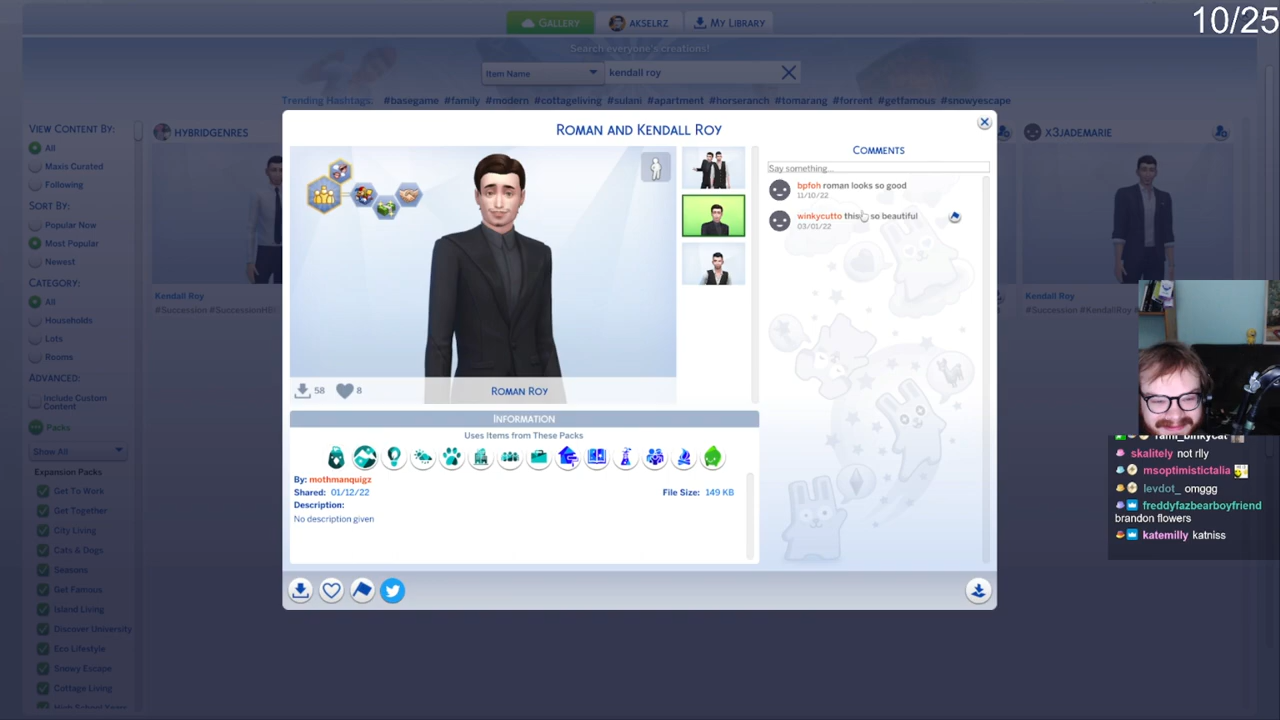 10/25
GALLERY
AKSELRZ
MY LIBRARY
Search everyone's creations!
Item Name
kendall roy
Trending Hashtags: #basegame #family #modern #cottageliving #sulani #apartment #horseranch #tomarang #forrent #getfamous #snowyescape
VIEW CONTENT BY:
All
Maxis Curated
Following
SORT BY:
Popular Now
Most Popular
Newest
CATEGORY:
All
Households
Lots
Rooms
ADVANCED:
Include Custom
Content
Packs
Show All
Expansion Packs
Get To Work
Get Together
City Living
Cats & Dogs
Seasons
Get Famous
Island Living
Discover University
Eco Lifestyle
Snowy Escape
Cottage Living
High School Years
HYBRIDGENRES
Kendall Roy
#Succession
X3JADEMARIE
Kendall Roy
#Succession #KendallRoy
ROMAN AND KENDALL ROY
58
8
ROMAN ROY
INFORMATION
Uses Items from These Packs
By: mothmanquigz
Shared: 01/12/22
File Size: 149 KB
Description:
No description given
COMMENTS
Say something...
bpfoh roman looks so good
11/10/22
winkycutto this so beautiful
03/01/22
skalitely not rlly
msoptimistictalia
levdot_ omggg
freddyfazbearboyfriend
brandon flowers
katemilly katniss